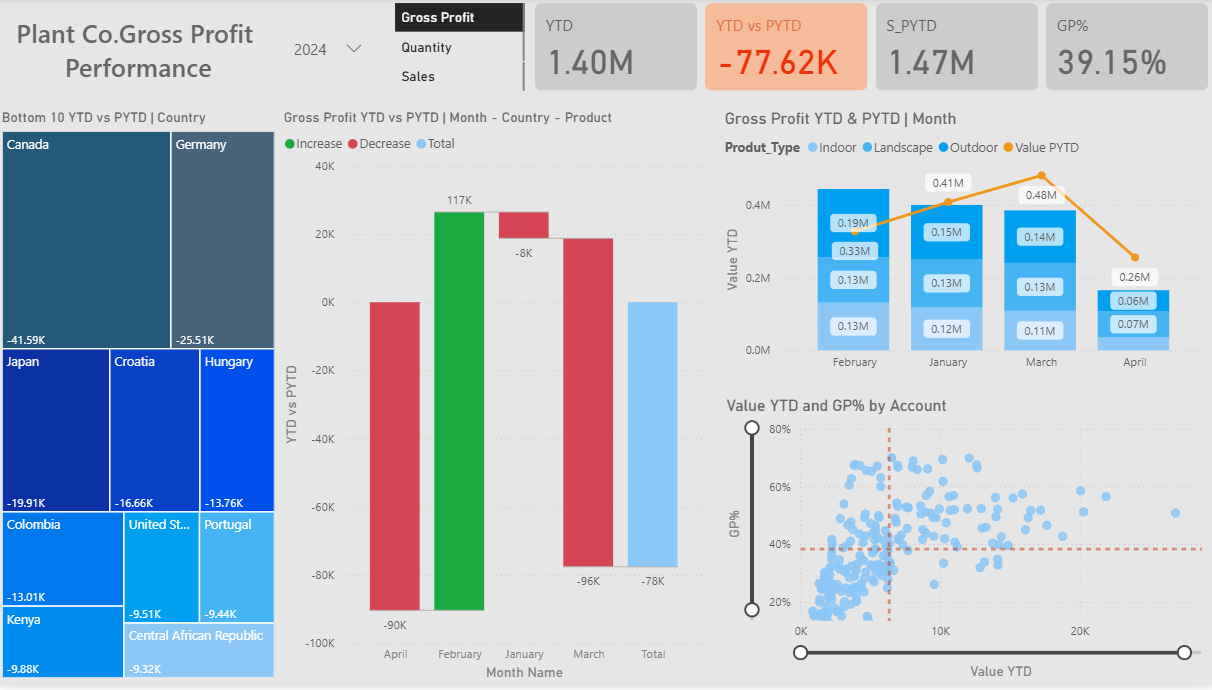 Plant Co.Gross Profit
Performance
2024
Gross Profit
Quantity
Sales
YTD
1.40M
YTD vs PYTD
-77.62K
S_PYTD
1.47M
GP%
39.15%
Bottom 10 YTD vs PYTD | Country
Canada
-41.59K
Germany
-25.51K
Japan
-19.91K
Croatia
-16.66K
Hungary
-13.76K
Colombia
-13.01K
United St...
-9.51K
Portugal
-9.44K
Kenya
-9.88K
Central African Republic
-9.32K
Gross Profit YTD vs PYTD | Month - Country - Product
Increase Decrease Total
YTD vs PYTD
40K
20K
0K
-20K
-40K
-60K
-80K
-100K
-90K
117K
-8K
-96K
-78K
April February January March Total
Month Name
Gross Profit YTD & PYTD | Month
Produt_Type Indoor Landscape Outdoor Value PYTD
Value YTD
0.4M
0.2M
0.0M
0.19M
0.33M
0.13M
0.13M
0.41M
0.15M
0.13M
0.12M
0.48M
0.14M
0.13M
0.11M
0.26M
0.06M
0.07M
February January March April
Value YTD and GP% by Account
GP%
80%
60%
40%
20%
0K 10K 20K
Value YTD